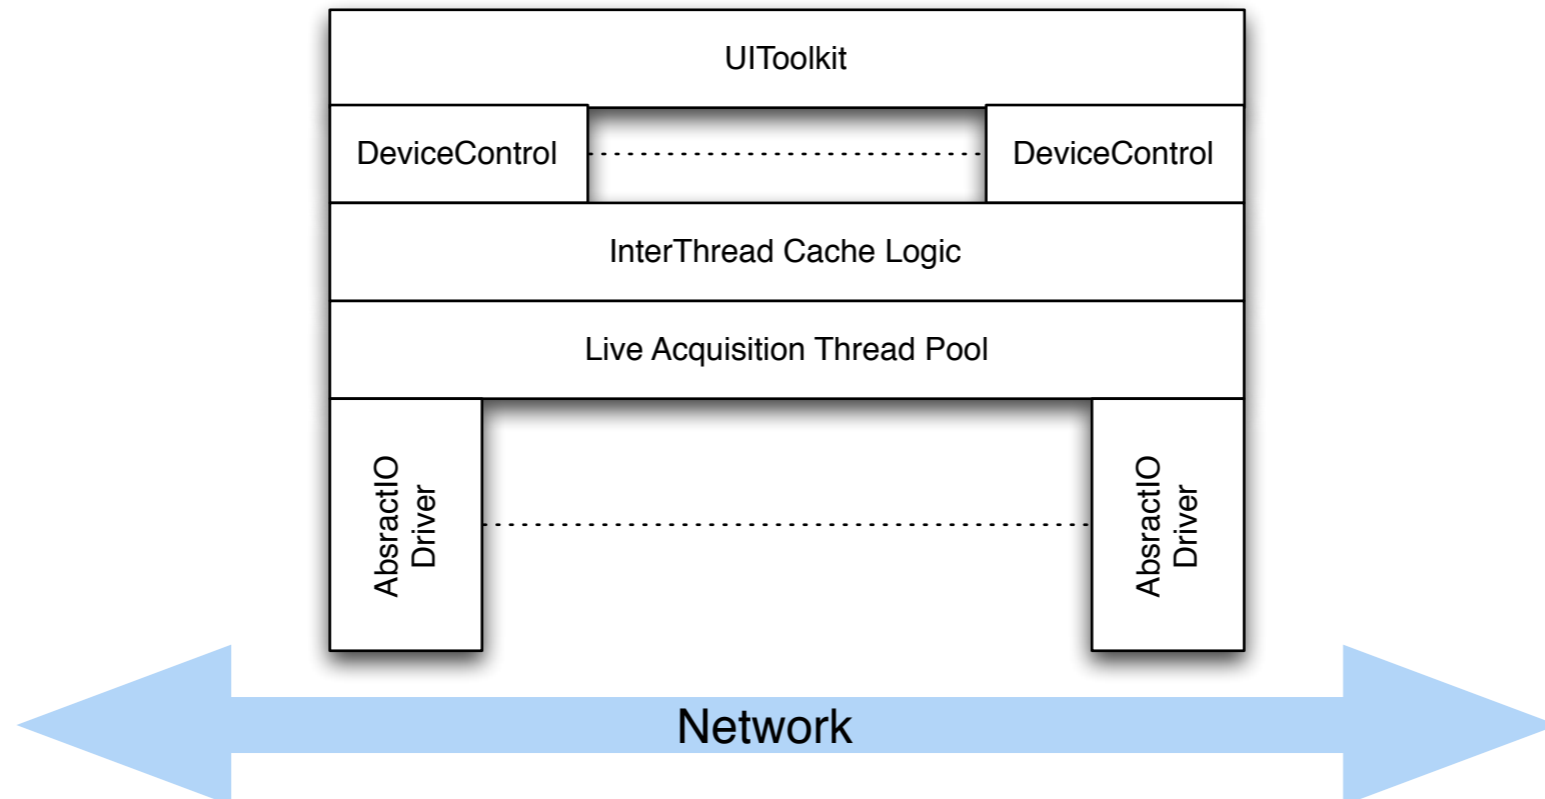 UIToolkit
DeviceControl
DeviceControl
InterThread Cache Logic
Live Acquisition Thread Pool
AbsractIO
Driver
AbsractIO
Driver
Network